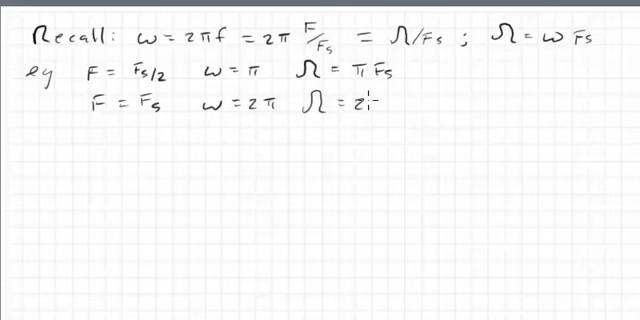 Recall: ω = 2πf = 2π F/Fs = Ω/Fs ; Ω = ω Fs
eg F = Fs/2 ω = π Ω = π Fs
F = Fs ω = 2π Ω = 2